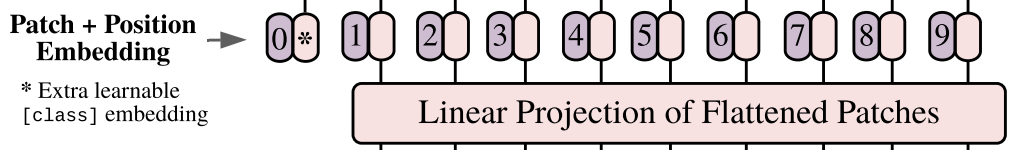 Patch + Position
Embedding
0 * 1 2 3 4 5 6 7 8 9
* Extra learnable
[class] embedding
Linear Projection of Flattened Patches